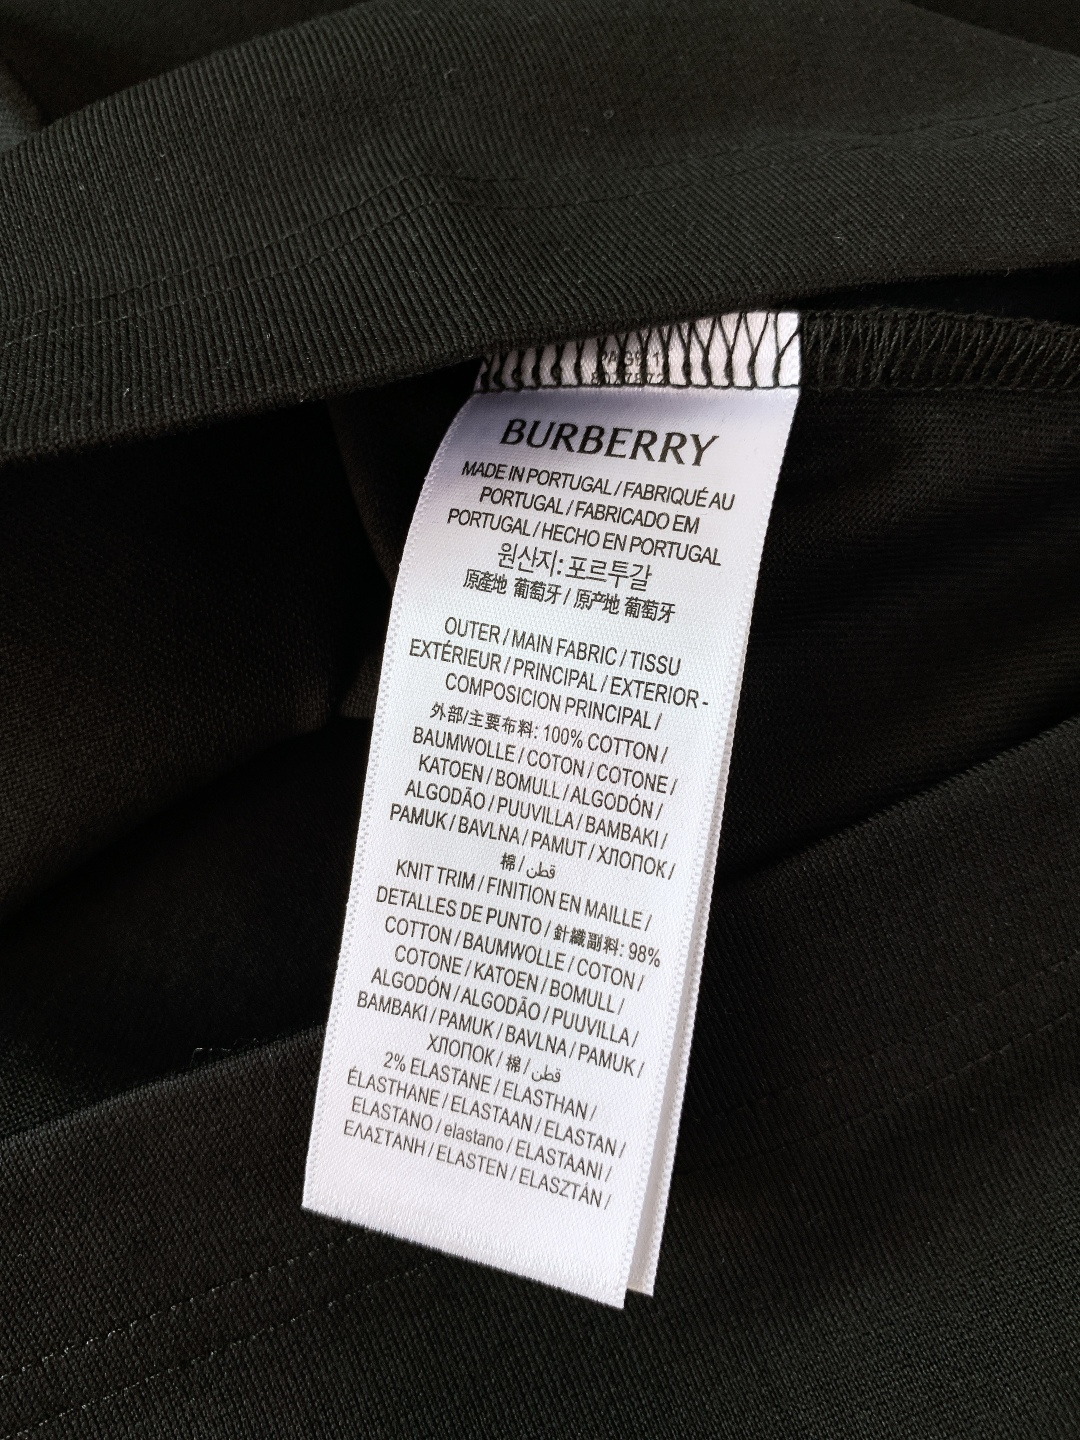 BURBERRY
MADE IN PORTUGAL / FABRIQUÉ AU
PORTUGAL / FABRICADO EM
PORTUGAL / HECHO EN PORTUGAL
원산지: 포르투갈
原產地 葡萄牙 / 原产地 葡萄牙
OUTER / MAIN FABRIC / TISSU
EXTÉRIEUR / PRINCIPAL / EXTERIOR -
COMPOSICION PRINCIPAL /
外部/主要布料: 100% COTTON /
BAUMWOLLE / COTON / COTONE /
KATOEN / BOMULL / ALGODÓN /
ALGODÃO / PUUVILLA / BAMBAKI /
PAMUK / BAVLNA / PAMUT / ХЛОПОК /
棉 / قطن
KNIT TRIM / FINITION EN MAILLE /
DETALLES DE PUNTO / 針織副料: 98%
COTTON / BAUMWOLLE / COTON /
COTONE / KATOEN / BOMULL /
ALGODÓN / ALGODÃO / PUUVILLA /
BAMBAKI / PAMUK / BAVLNA / PAMUK /
ХЛОПОК / 棉 / قطن
2% ELASTANE / ELASTHAN /
ÉLASTHANE / ELASTAAN / ELASTAN /
ELASTANO / elastano / ELASTAANI /
ΕΛΑΣΤΑΝΗ / ELASTEN / ELASZTÁN /